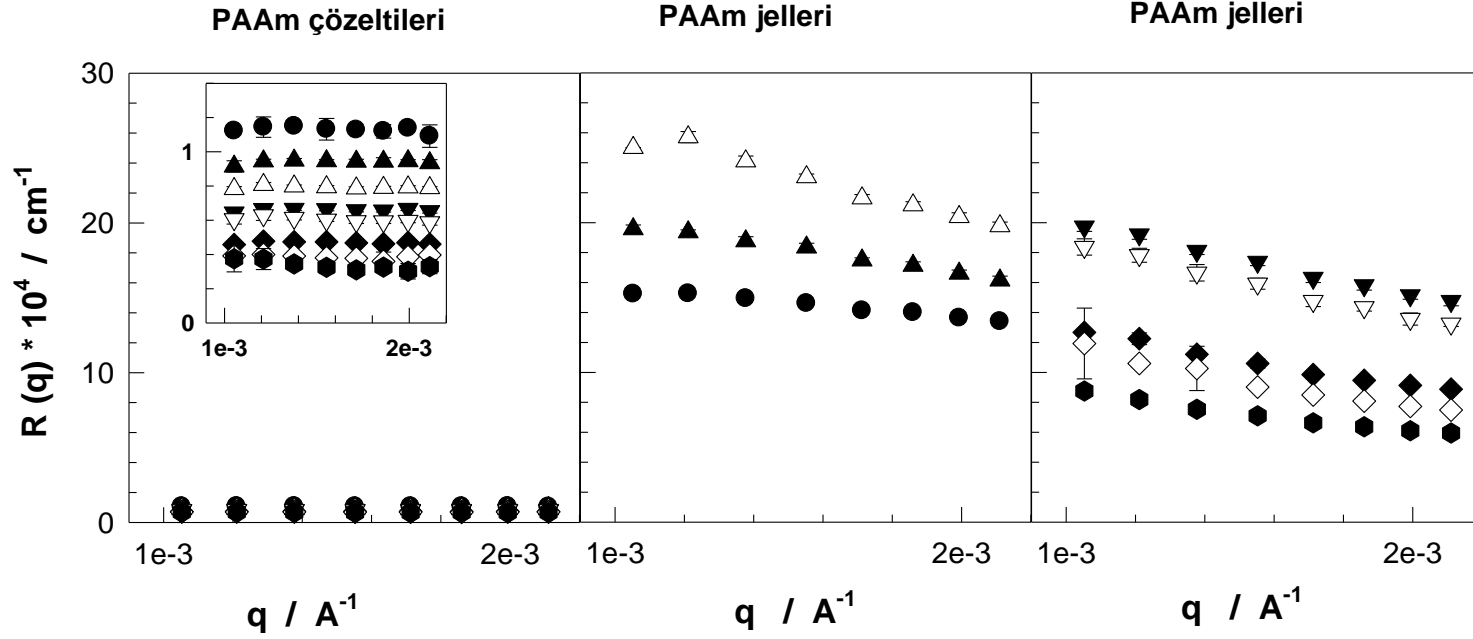 PAAm çözeltileri
PAAm jelleri
PAAm jelleri
R (q) * 10⁴ / cm⁻¹
30
20
10
0
1
0
1e-3 2e-3
1e-3 2e-3
1e-3 2e-3
1e-3 2e-3
q / A⁻¹
q / A⁻¹
q / A⁻¹